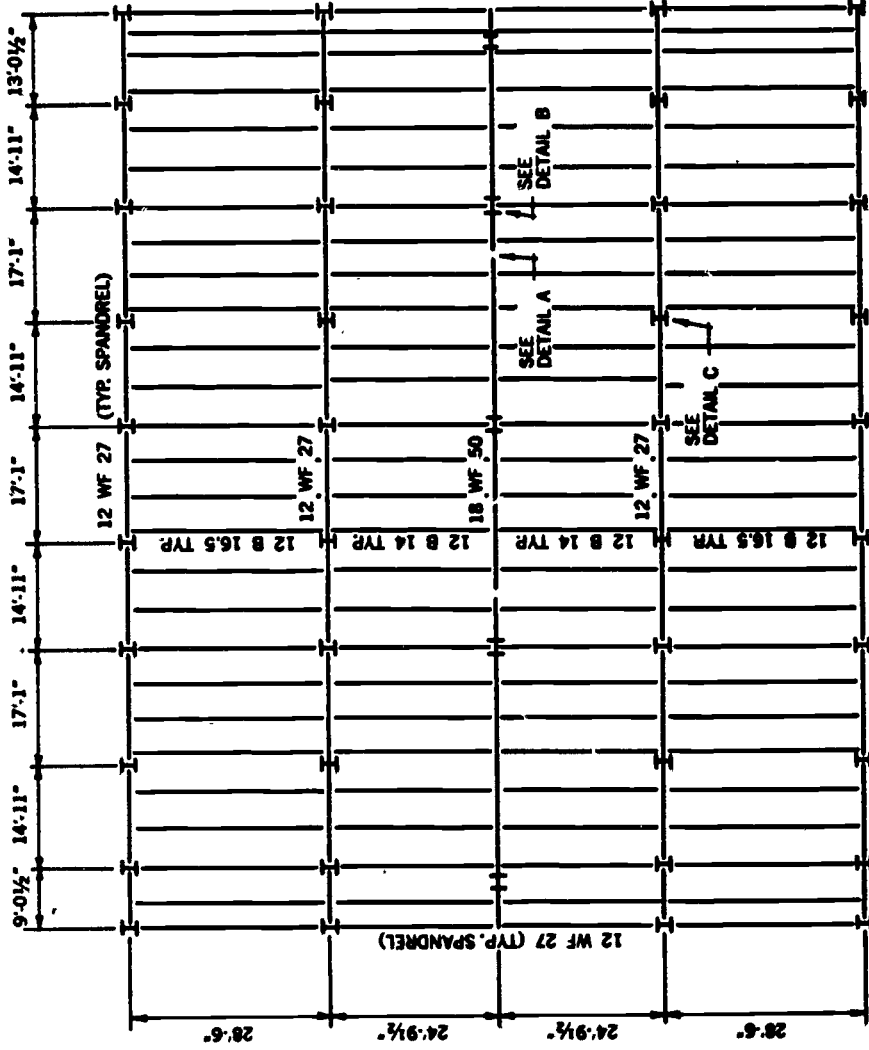 9'-0½"
14'-11"
17'-1"
14'-11"
17'-1"
14'-11"
17'-1"
14'-11"
13'-0½"
12 WF 27
(TYP. SPANDREL)
12 WF 27
18 WF 50
12 WF 27
12 B 16.5 TYP.
12 B 14 TYP.
12 B 14 TYP.
12 B 16.5 TYP.
SEE
DETAIL A
SEE
DETAIL B
SEE
DETAIL C
12 WF 27 (TYP. SPANDREL)
28'-6"
24'-9½"
24'-9½"
28'-6"